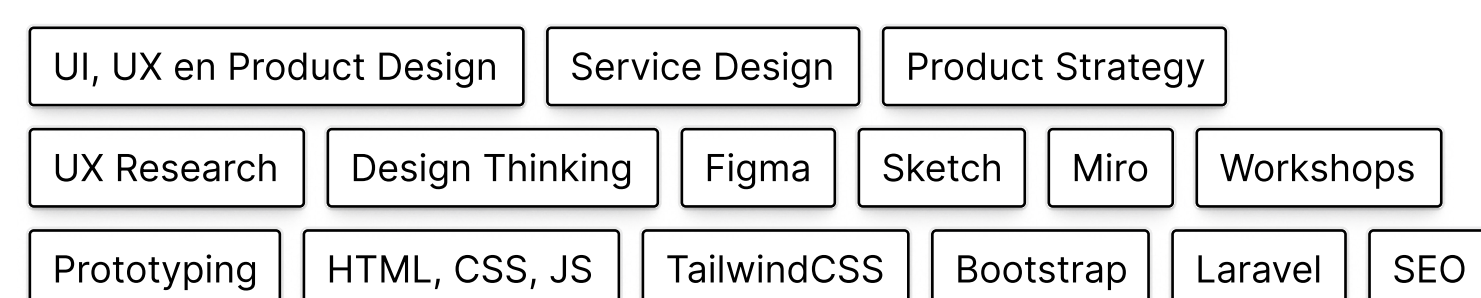 UI, UX en Product Design Service Design Product Strategy
UX Research Design Thinking Figma Sketch Miro Workshops
Prototyping HTML, CSS, JS TailwindCSS Bootstrap Laravel SEO